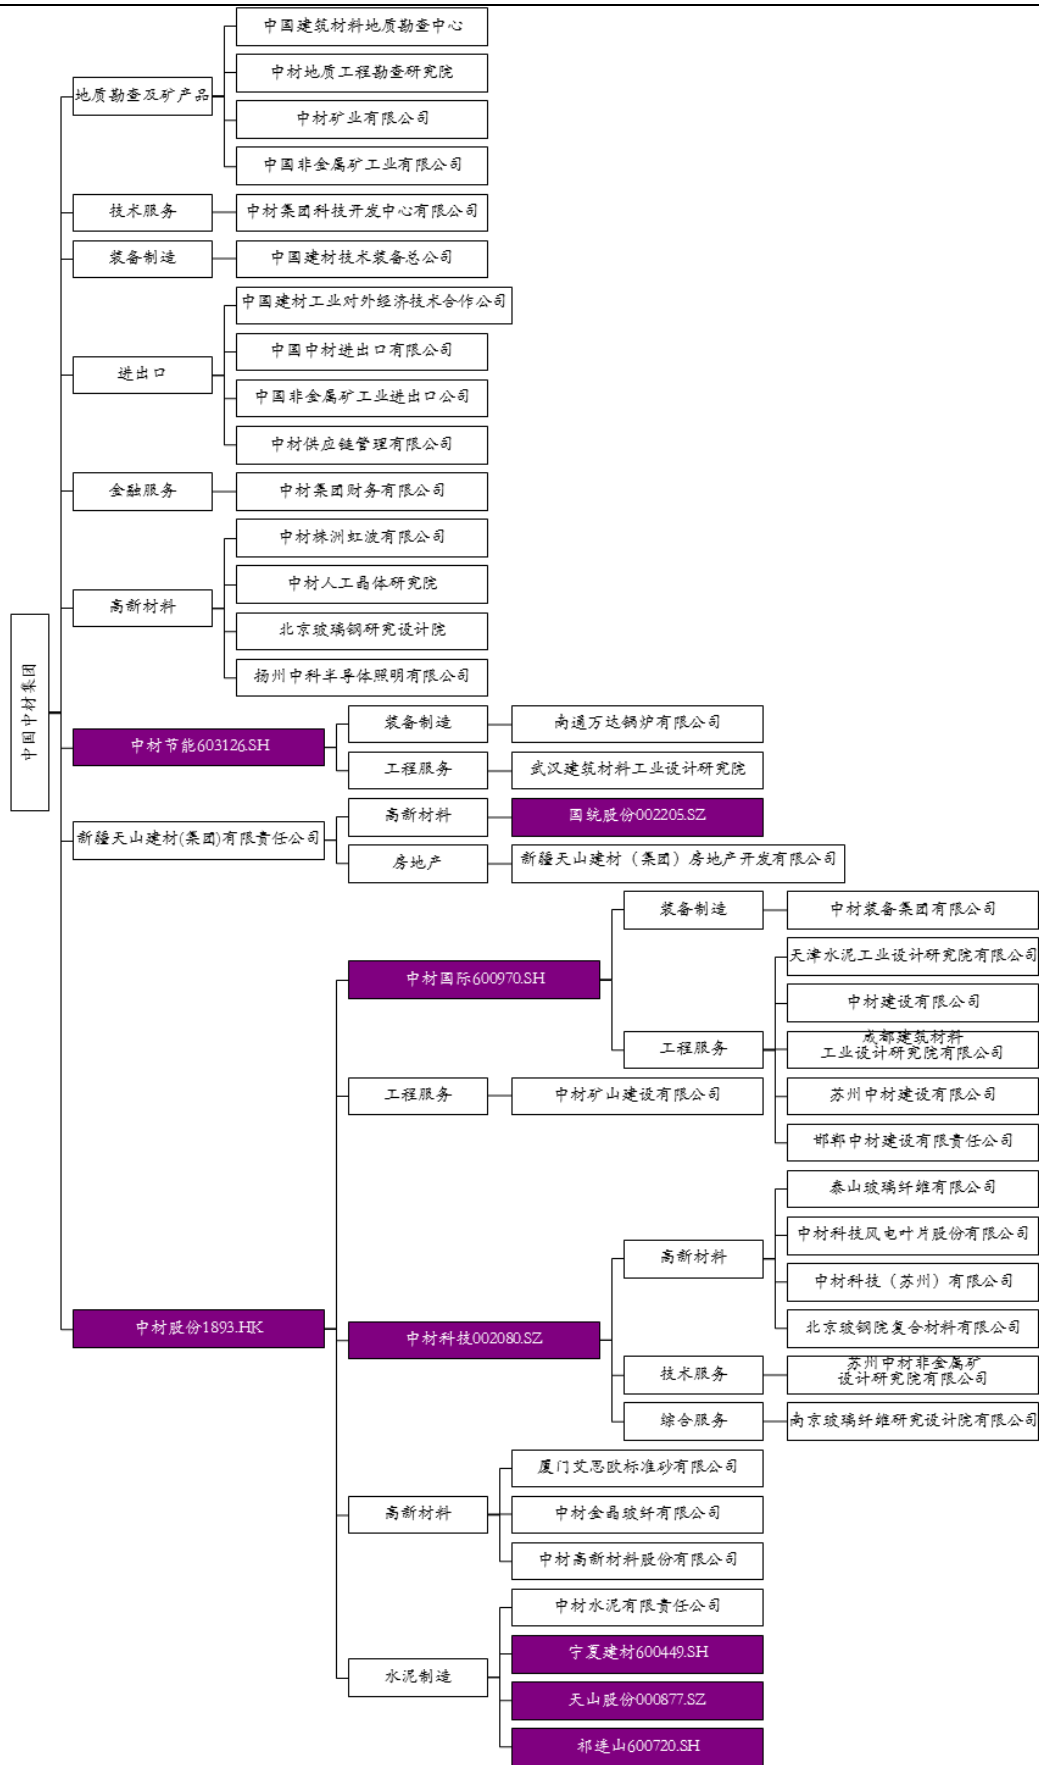 中国中材集团
地质勘查及矿产品
中国建筑材料地质勘查中心
中材地质工程勘查研究院
中材矿业有限公司
中国非金属矿工业有限公司
技术服务
中材集团科技开发中心有限公司
装备制造
中国建材技术装备总公司
进出口
中国建材工业对外经济技术合作公司
中国中材进出口有限公司
中国非金属矿工业进出口公司
中材供应链管理有限公司
金融服务
中材集团财务有限公司
高新材料
中材株洲虹波有限公司
中材人工晶体研究院
北京玻璃钢研究设计院
扬州中科半导体照明有限公司
中材节能603126.SH
装备制造
南通万达锅炉有限公司
工程服务
武汉建筑材料工业设计研究院
新疆天山建材(集团)有限责任公司
高新材料
国统股份002205.SZ
房地产
新疆天山建材（集团）房地产开发有限公司
中材股份1893.HK
中材国际600970.SH
装备制造
中材装备集团有限公司
工程服务
天津水泥工业设计研究院有限公司
中材建设有限公司
成都建筑材料
工业设计研究院有限公司
苏州中材建设有限公司
邯郸中材建设有限责任公司
工程服务
中材矿山建设有限公司
中材科技002080.SZ
高新材料
泰山玻璃纤维有限公司
中材科技风电叶片股份有限公司
中材科技（苏州）有限公司
北京玻钢院复合材料有限公司
技术服务
苏州中材非金属矿
设计研究院有限公司
综合服务
南京玻璃纤维研究设计院有限公司
高新材料
厦门艾思欧标准砂有限公司
中材金晶玻纤有限公司
中材高新材料股份有限公司
水泥制造
中材水泥有限责任公司
宁夏建材600449.SH
天山股份000877.SZ
祁连山600720.SH